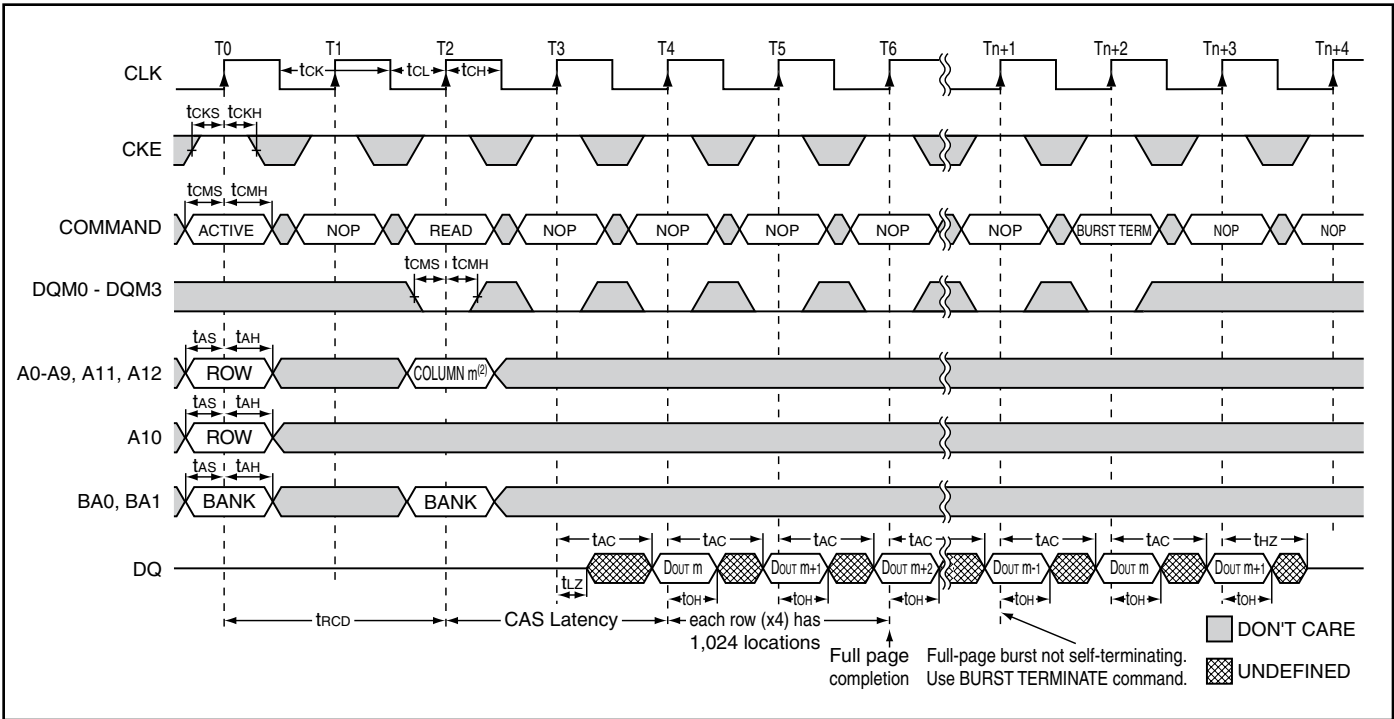 T0 T1 T2 T3 T4 T5 T6 Tn+1 Tn+2 Tn+3 Tn+4
CLK
tCK tCL tCH
tCKS tCKH
CKE
tCMS tCMH
COMMAND ACTIVE NOP READ NOP NOP NOP NOP NOP BURST TERM NOP NOP
tCMS tCMH
DQM0 - DQM3
tAS tAH
A0-A9, A11, A12 ROW COLUMN m(2)
tAS tAH
A10 ROW
tAS tAH
BA0, BA1 BANK BANK
tAC tAC tAC tAC tAC tAC tHZ
DQ DOUT m DOUT m+1 DOUT m+2 DOUT m-1 DOUT m DOUT m+1
tLZ tOH tOH tOH tOH tOH tOH
tRCD CAS Latency each row (x4) has
1,024 locations
Full page
completion
Full-page burst not self-terminating.
Use BURST TERMINATE command.
DON'T CARE
UNDEFINED